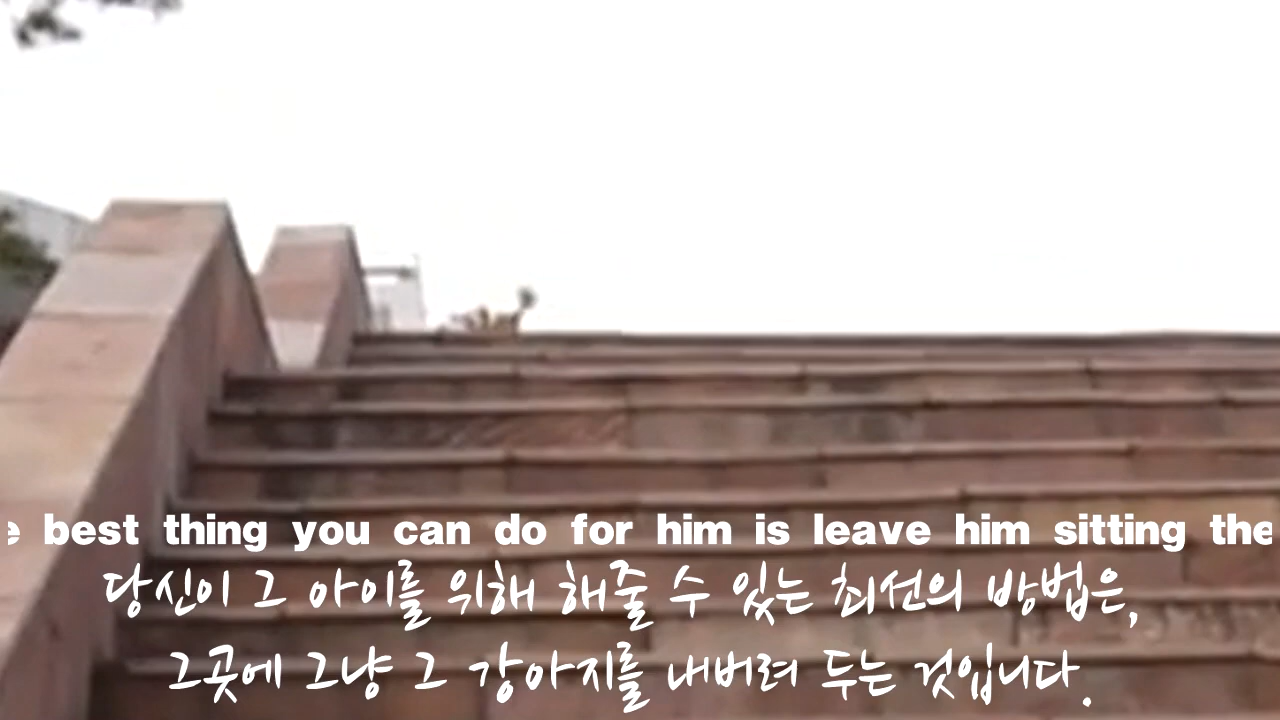 best thing you can do for him is leave him sitting the
당신이 그 아이를 위해 해줄 수 있는 최선의 방법은,
그곳에 그냥 그 강아지를 내버려 두는 것입니다.